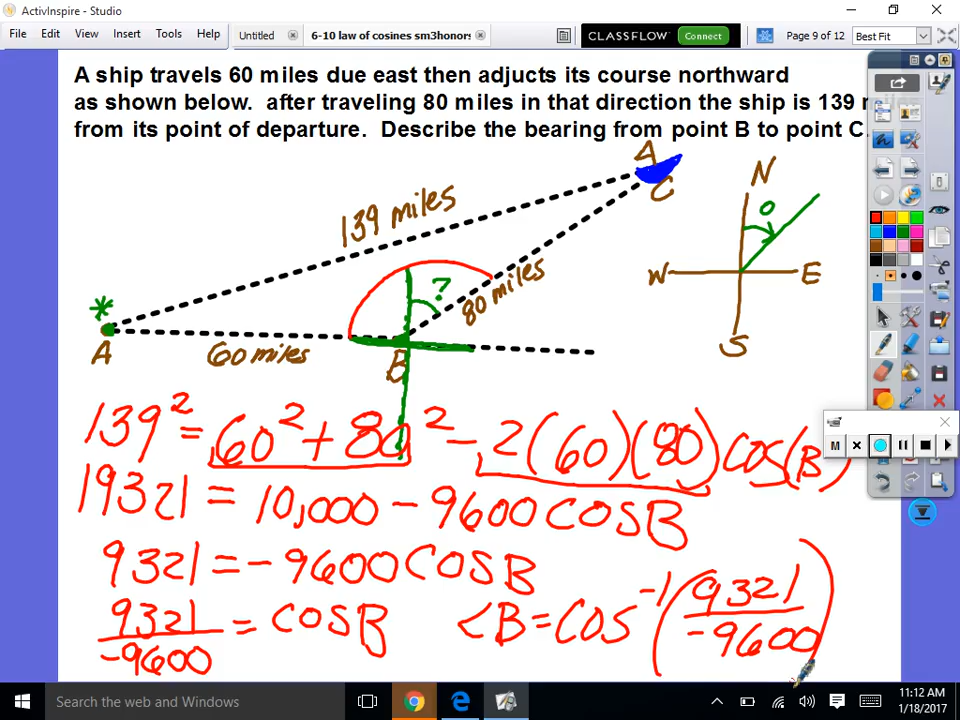 ActivInspire - Studio
File Edit View Insert Tools Help Untitled 6-10 law of cosines sm3honors CLASSFLOW Connect Page 9 of 12 Best Fit
A ship travels 60 miles due east then adjucts its course northward
as shown below. after traveling 80 miles in that direction the ship is 139
from its point of departure. Describe the bearing from point B to point C.
A
C
N
139 miles
O
W E
S
?
80 miles
*
A
60 miles
B
139² = 60² + 80² - 2(60)(80)cos(B)
19321 = 10,000 - 9600 COSB
9321 = -9600 COSB
9321/-9600 = COSB <B = COS⁻¹(9321/-9600)
M
Search the web and Windows
11:12 AM
1/18/2017